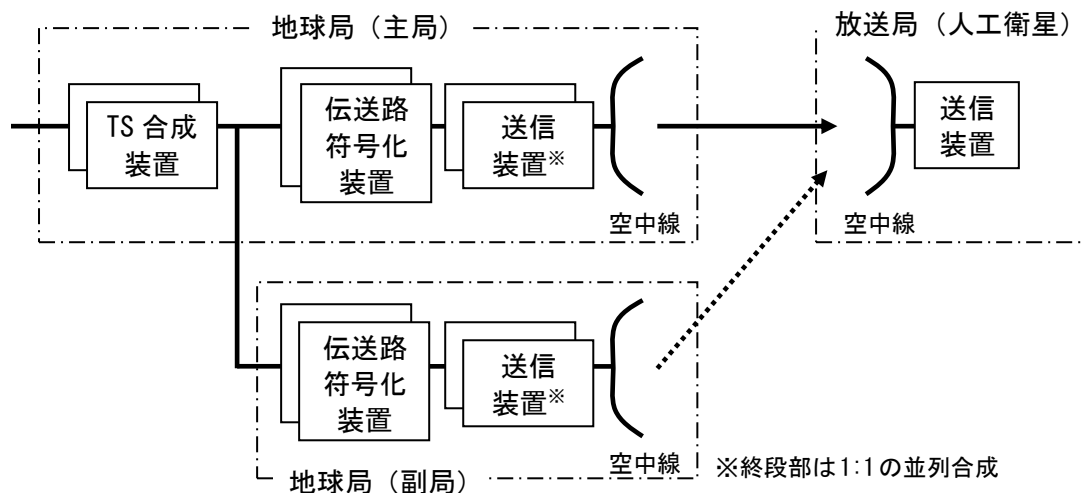 地球局（主局）
放送局（人工衛星）
TS 合成
装置
伝送路
符号化
装置
送信
装置※
空中線
送信
装置
空中線
伝送路
符号化
装置
送信
装置※
空中線
※終段部は1:1の並列合成
地球局（副局）